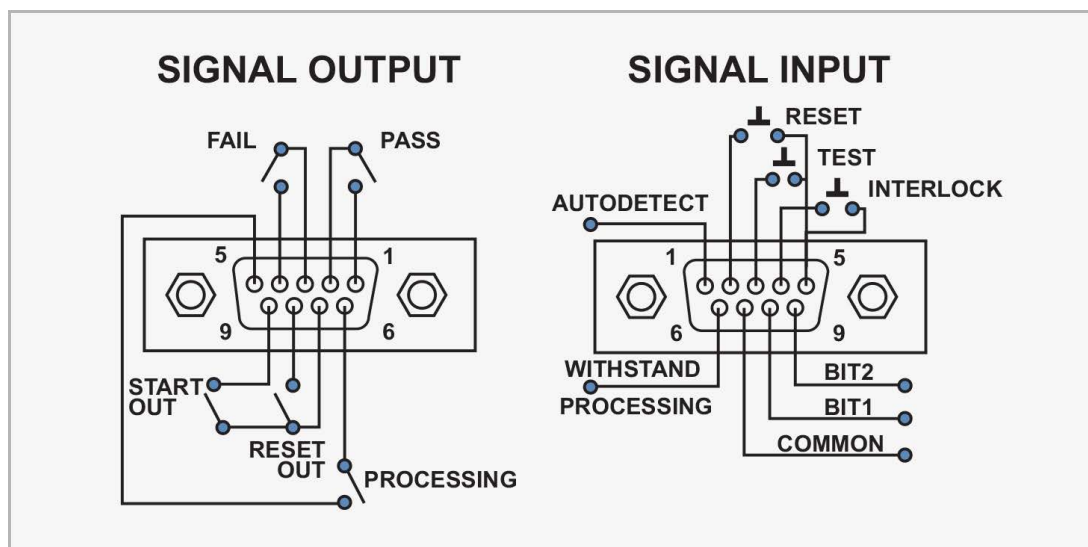 SIGNAL OUTPUT
FAIL
PASS
5
1
9
6
START
OUT
RESET
OUT
PROCESSING
SIGNAL INPUT
RESET
TEST
INTERLOCK
AUTODETECT
1
5
6
9
WITHSTAND
PROCESSING
BIT2
BIT1
COMMON